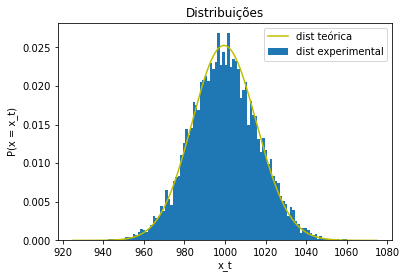 Distribuições
dist teórica
dist experimental
P(x = x_t)
0.025
0.020
0.015
0.010
0.005
0.000
920 940 960 980 1000 1020 1040 1060 1080
x_t